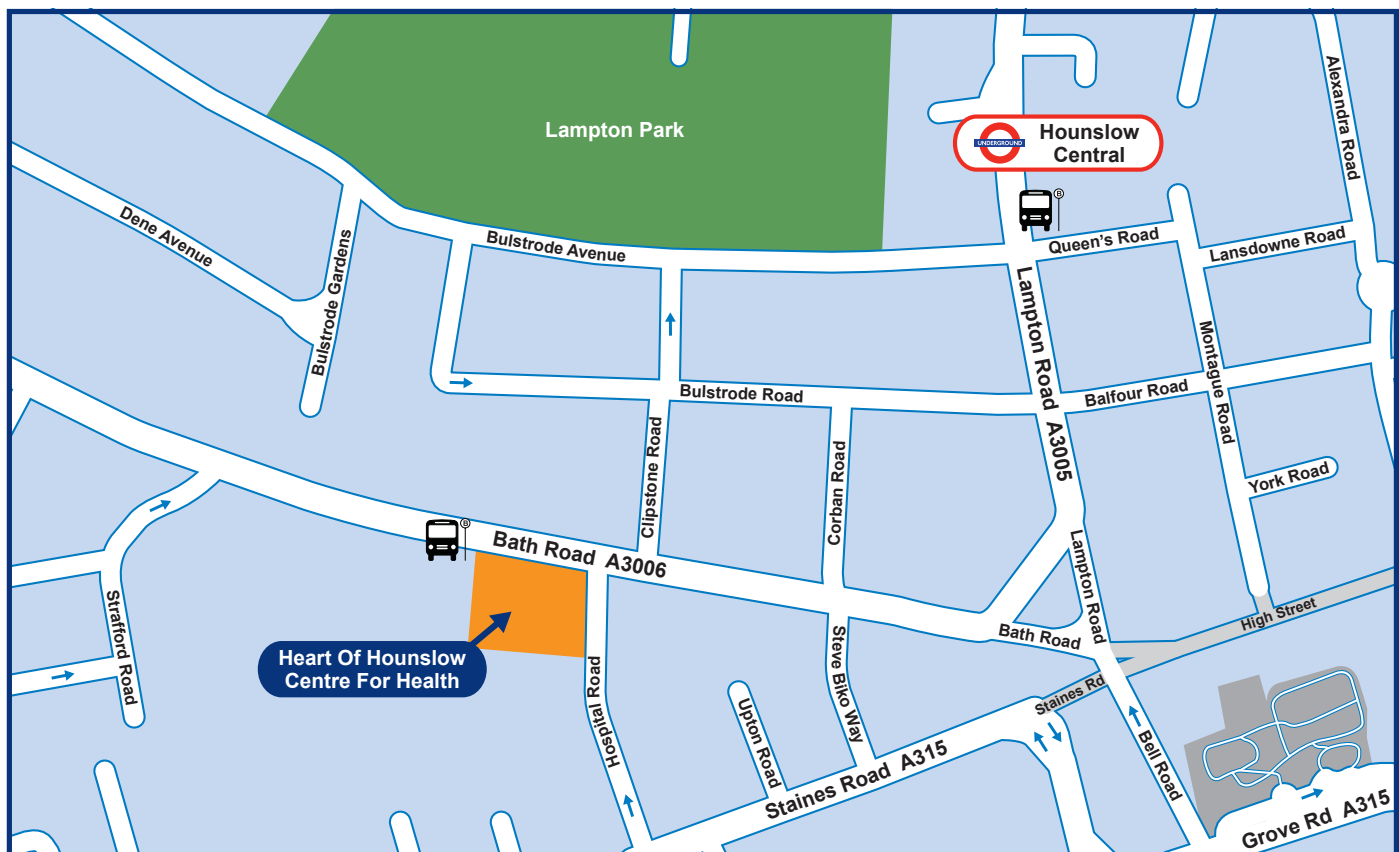 Lampton Park
UNDERGROUND
Hounslow
Central
Alexandra Road
B
Dene Avenue
Bulstrode Gardens
Bulstrode Avenue
Queen's Road
Lansdowne Road
Lampton Road A3005
Montague Road
Bulstrode Road
Balfour Road
Clipstone Road
Corban Road
York Road
B
Bath Road A3006
Lampton Road
High Street
Strafford Road
Bath Road
Heart Of Hounslow
Centre For Health
Hospital Road
Steve Biko Way
Upton Road
Staines Rd
Bell Road
Staines Road A315
Grove Rd A315